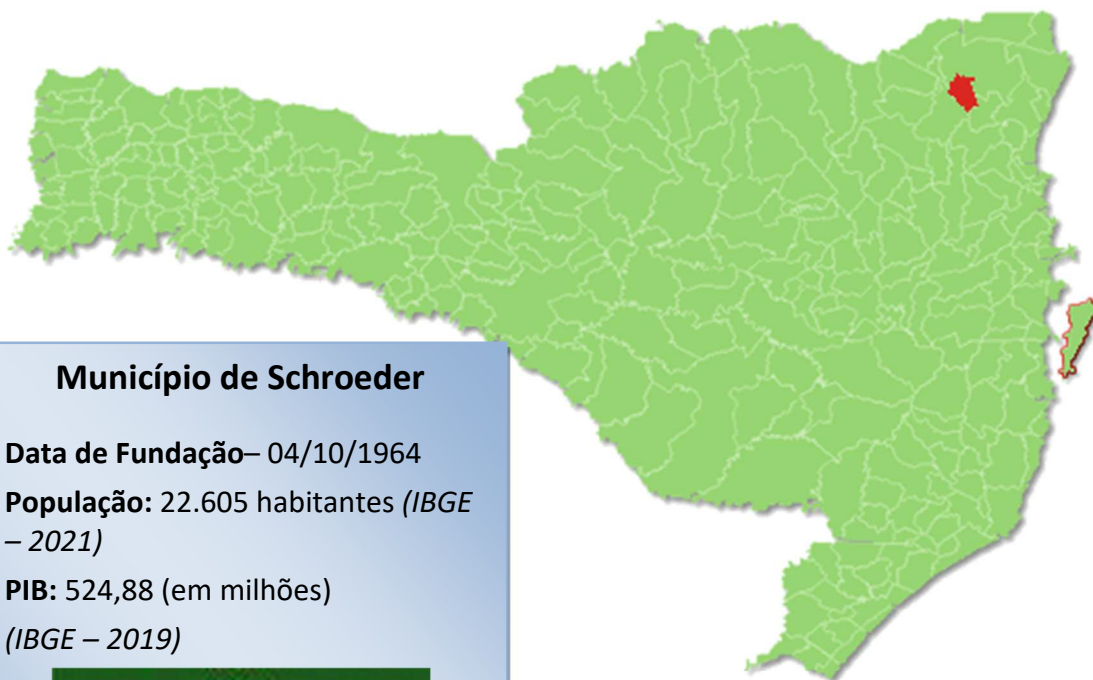 Município de Schroeder
Data de Fundação– 04/10/1964
População: 22.605 habitantes (IBGE
– 2021)
PIB: 524,88 (em milhões)
(IBGE – 2019)